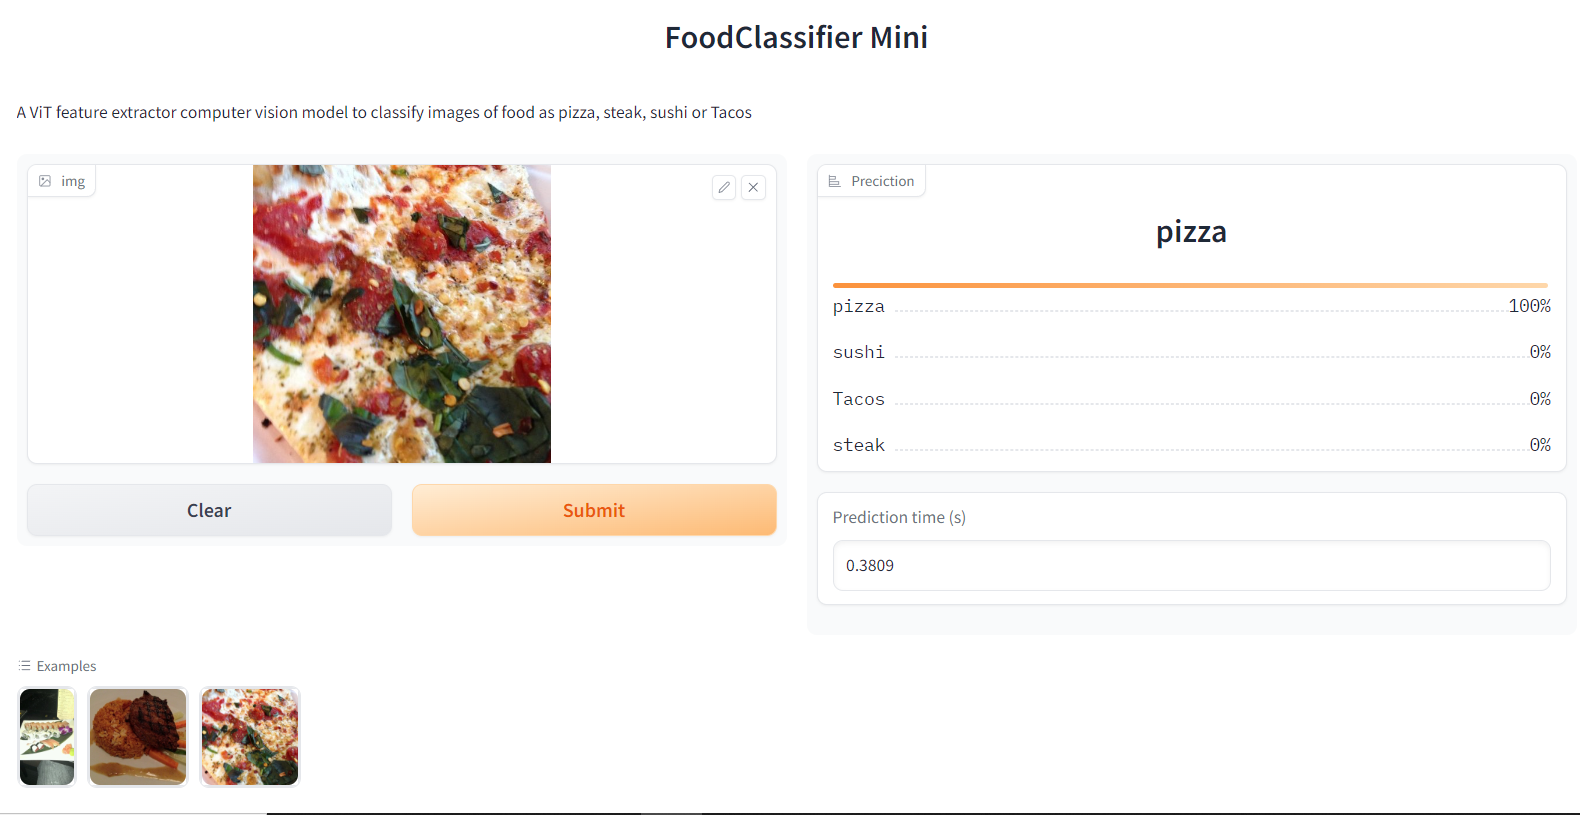 FoodClassifier Mini
A ViT feature extractor computer vision model to classify images of food as pizza, steak, sushi or Tacos
img
Clear
Submit
Preciction
pizza
pizza 100%
sushi 0%
Tacos 0%
steak 0%
Prediction time (s)
0.3809
Examples